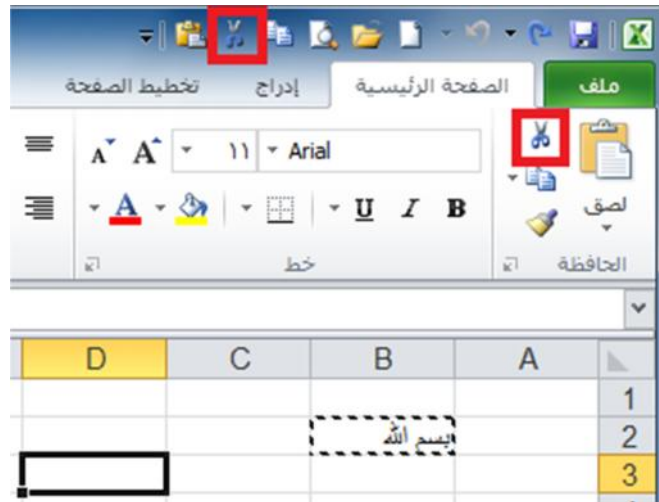 ملف الصفحة الرئيسية إدراج تخطيط الصفحة
Arial ١١ A A
لصق
B I U A
الحافظة خط
A B C D
1
2 بسم الله
3